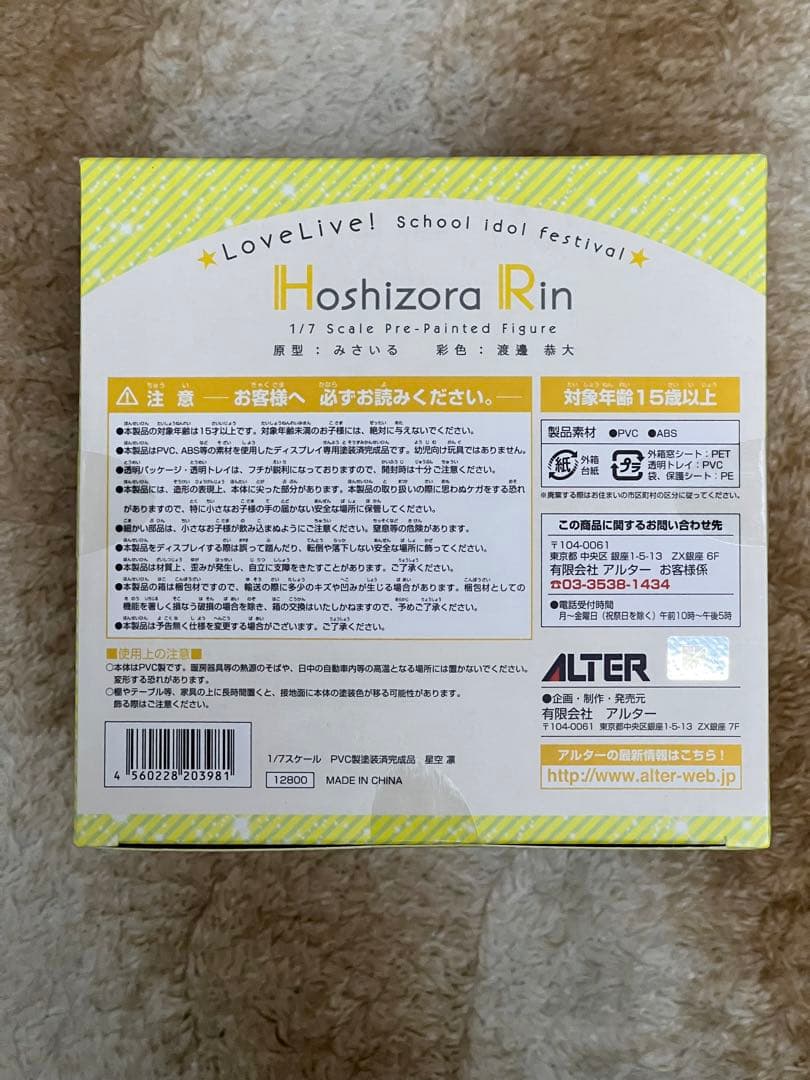 ★LoveLive! School idol festival★
Hoshizora Rin
1/7 Scale Pre-Painted Figure
原型：みさいる　彩色：渡邊 恭大
⚠注 意 ― お客様へ 必ずお読みください。―
●本製品の対象年齢は15才以上です。対象年齢未満のお子様には、絶対に与えないでください。
●本製品はPVC、ABS等の素材を使用したディスプレイ専用塗装済完成品です。幼児向け玩具ではありません。
●透明パッケージ・透明トレイは、フチが鋭利になっておりますので、開封時は十分ご注意ください。
●本製品には、造形の表現上、本体に尖った部分があります。本製品の取り扱いの際に思わぬケガをする恐れ
がありますので、特に小さなお子様の手の届かない安全な場所に保管してください。
●細かい部品は、小さなお子様が飲み込まぬようにご注意ください。窒息等の危険があります。
●本製品をディスプレイする際は誤って踏んだり、転倒や落下しない安全な場所に飾ってください。
●本製品は材質上、歪みが発生し、自立に支障をきたすことがあります。ご了承ください。
●本製品の箱は梱包材ですので、輸送の際に多少のキズや凹みが生じる場合があります。梱包材としての
機能を著しく損なう破損の場合を除き、箱の交換はいたしかねますので、予めご了承ください。
●本製品は予告無く仕様を変更する場合がございます。ご了承ください。
■使用上の注意■
○本体はPVC製です。暖房器具等の熱源のそばや、日中の自動車内等の高温となる場所には置かないでください。
変形する恐れがあります。
○棚やテーブル等、家具の上に長時間置くと、接地面に本体の塗装色が移る可能性があります。
飾る際はご注意ください。
4 560228 203981
1/7スケール　PVC製塗装済完成品　星空 凛
12800 MADE IN CHINA
対象年齢15歳以上
製品素材 ●PVC ●ABS
紙 外箱 台紙
プラ 外箱窓シート：PET
透明トレイ：PVC
袋、保護シート：PE
※廃棄する際はお住まいの市区町村の区分に従ってください。
この商品に関するお問い合わせ先
〒104-0061
東京都 中央区 銀座1-5-13 ZX銀座 6F
有限会社 アルター お客様係
☎03-3538-1434
●電話受付時間
月〜金曜日（祝祭日を除く）午前10時〜午後5時
ALTER
●企画・制作・発売元
有限会社 アルター
〒104-0061 東京都中央区銀座1-5-13 ZX銀座 7F
アルターの最新情報はこちら！
http://www.alter-web.jp